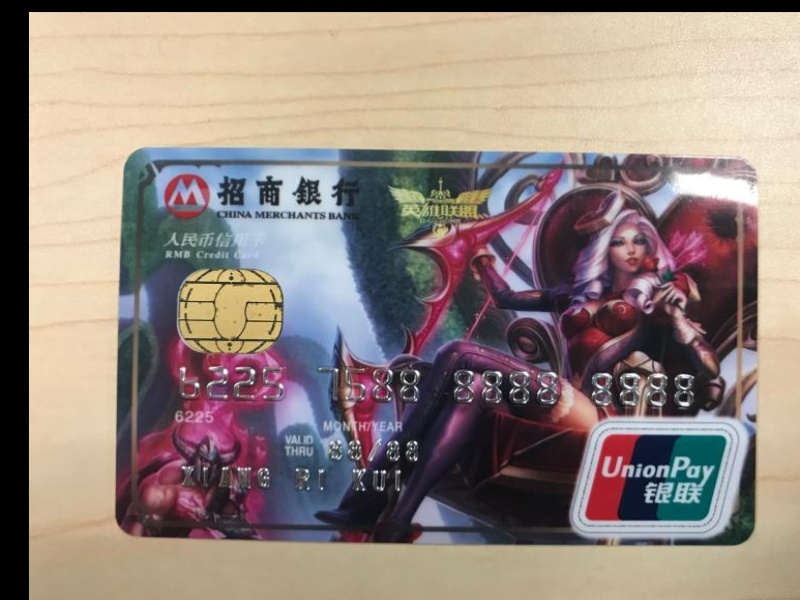 招商銀行
CHINA MERCHANTS BANK
英雄联盟
人民币信用卡
RMB Credit Card
6225 7588 8888 8888
6225
MONTH/YEAR
VALID THRU 88/88
XIANG RI KUI
UnionPay
银联